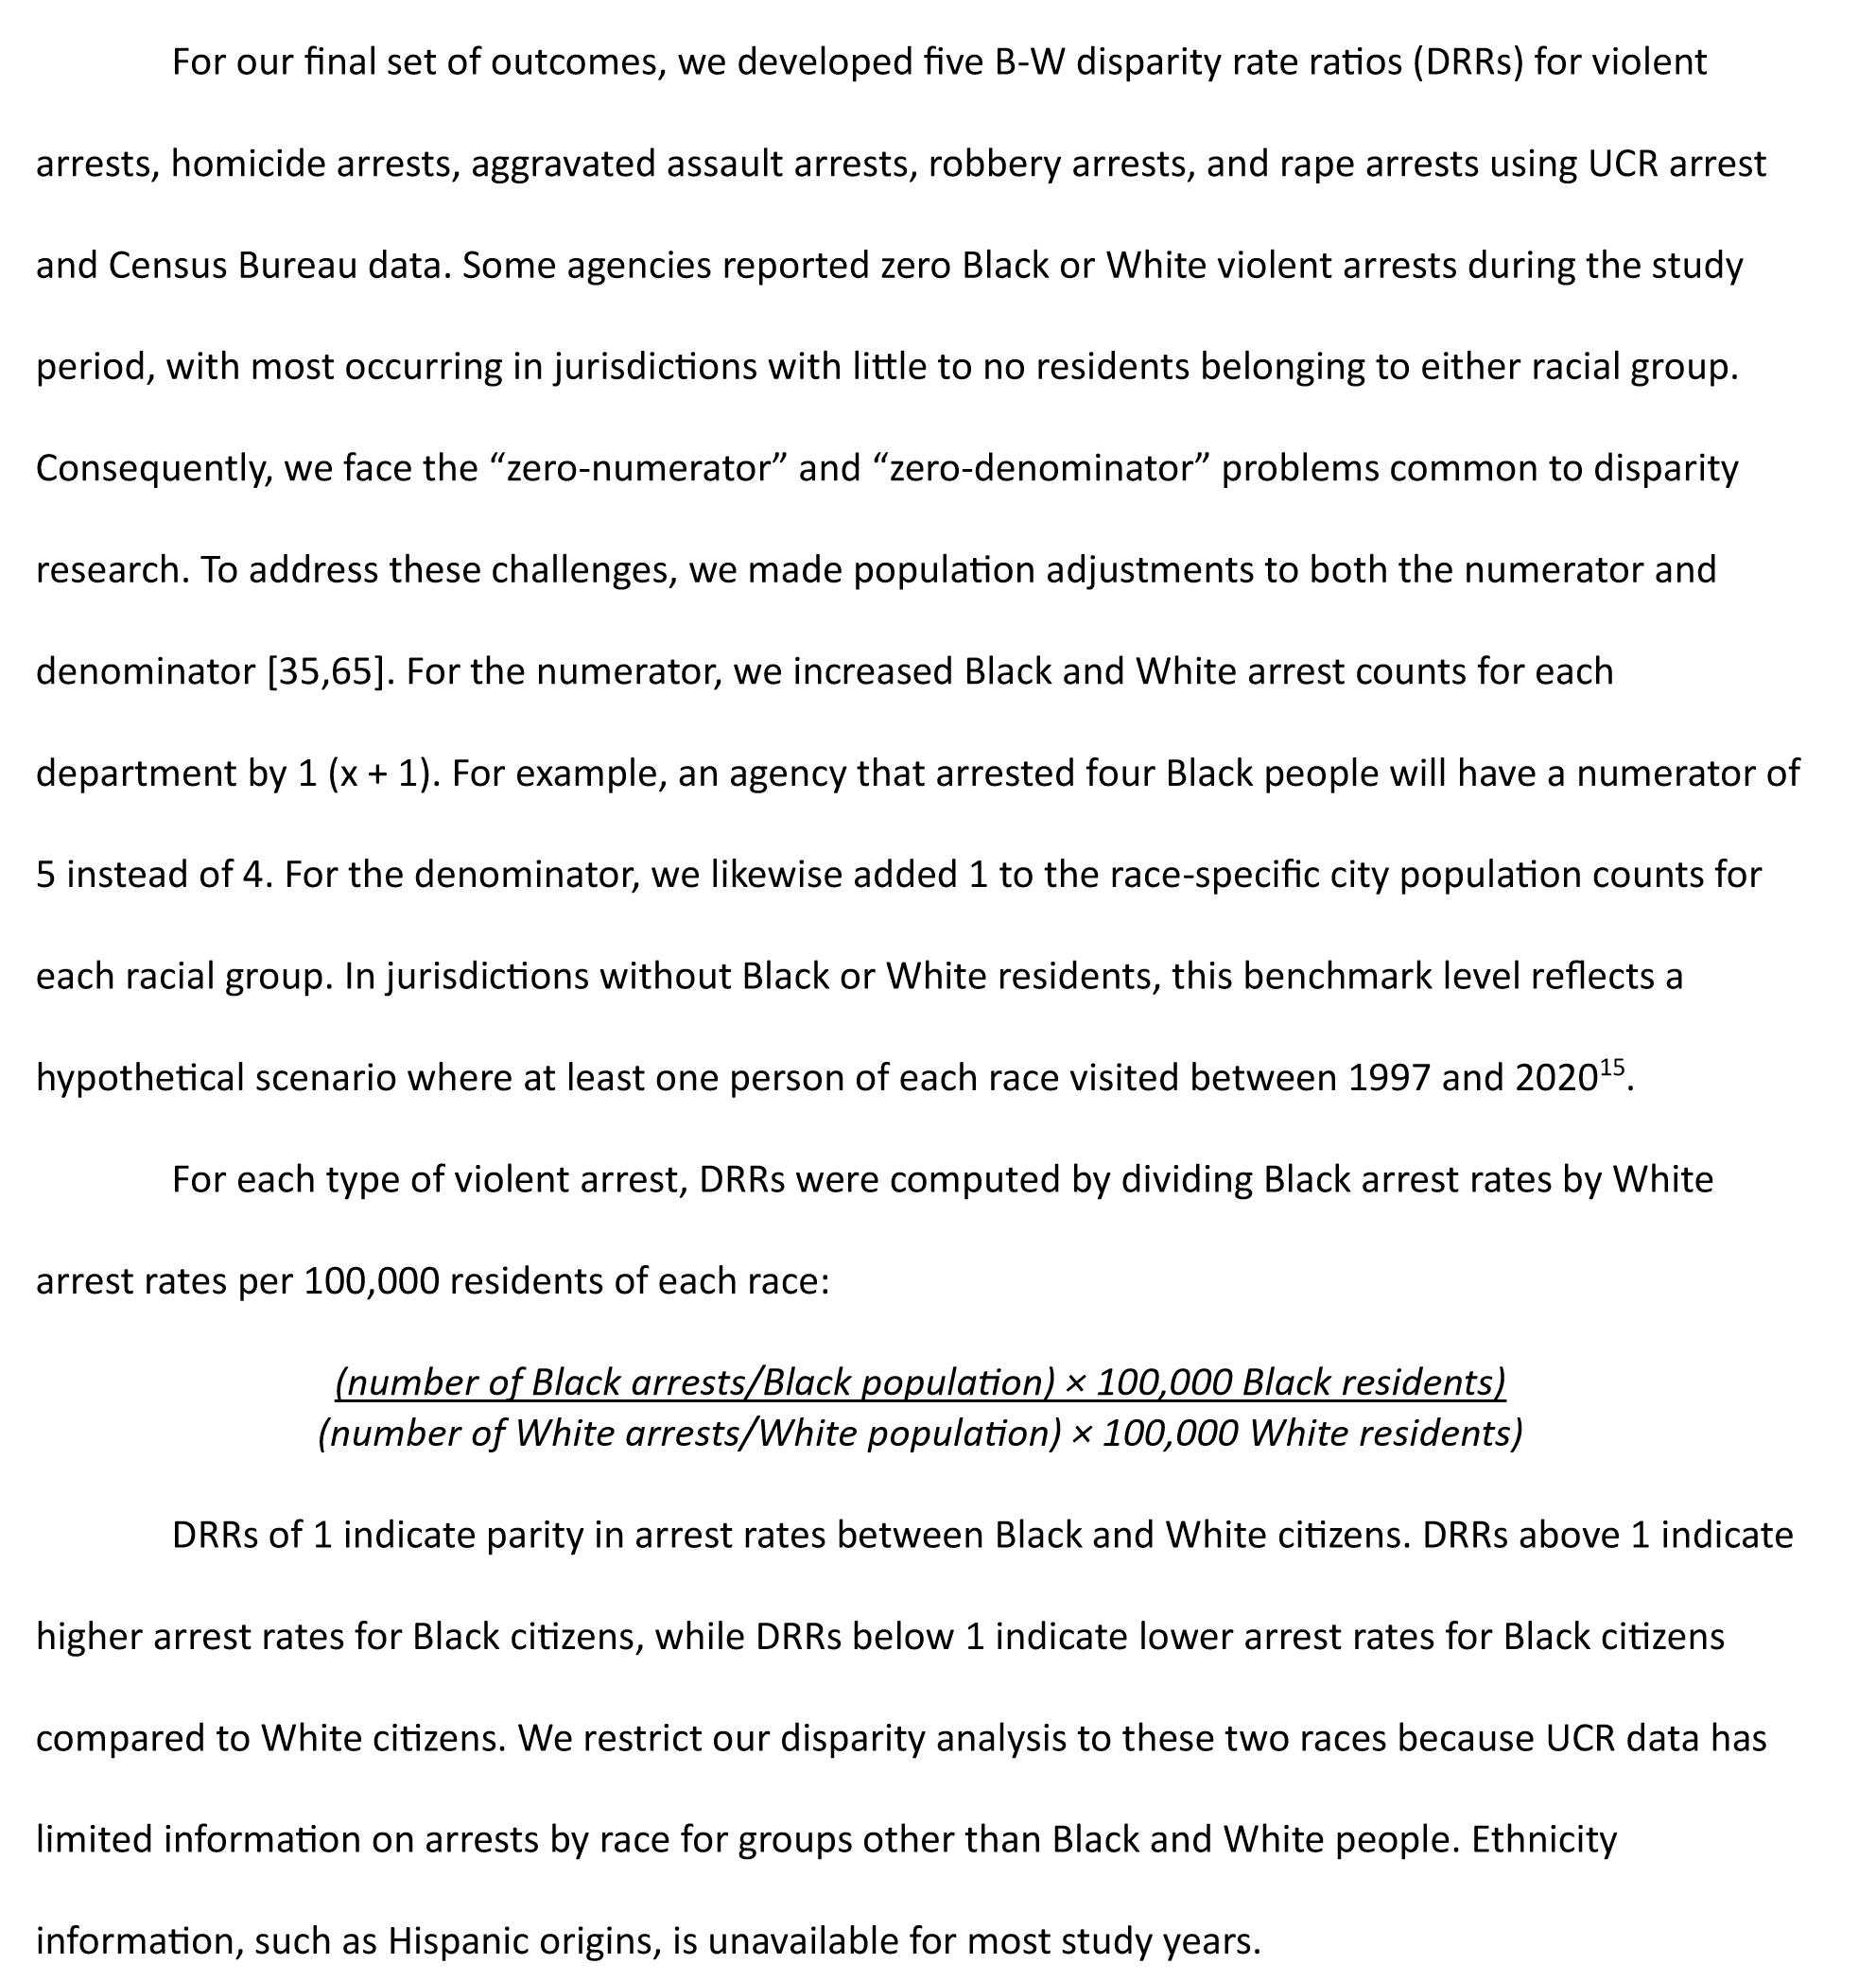 For our final set of outcomes, we developed five B-W disparity rate ratios (DRRs) for violent
arrests, homicide arrests, aggravated assault arrests, robbery arrests, and rape arrests using UCR arrest
and Census Bureau data. Some agencies reported zero Black or White violent arrests during the study
period, with most occurring in jurisdictions with little to no residents belonging to either racial group.
Consequently, we face the “zero-numerator” and “zero-denominator” problems common to disparity
research. To address these challenges, we made population adjustments to both the numerator and
denominator [35,65]. For the numerator, we increased Black and White arrest counts for each
department by 1 (x + 1). For example, an agency that arrested four Black people will have a numerator of
5 instead of 4. For the denominator, we likewise added 1 to the race-specific city population counts for
each racial group. In jurisdictions without Black or White residents, this benchmark level reflects a
hypothetical scenario where at least one person of each race visited between 1997 and 2020¹⁵.
For each type of violent arrest, DRRs were computed by dividing Black arrest rates by White
arrest rates per 100,000 residents of each race:
(number of Black arrests/Black population) × 100,000 Black residents)
(number of White arrests/White population) × 100,000 White residents)
DRRs of 1 indicate parity in arrest rates between Black and White citizens. DRRs above 1 indicate
higher arrest rates for Black citizens, while DRRs below 1 indicate lower arrest rates for Black citizens
compared to White citizens. We restrict our disparity analysis to these two races because UCR data has
limited information on arrests by race for groups other than Black and White people. Ethnicity
information, such as Hispanic origins, is unavailable for most study years.